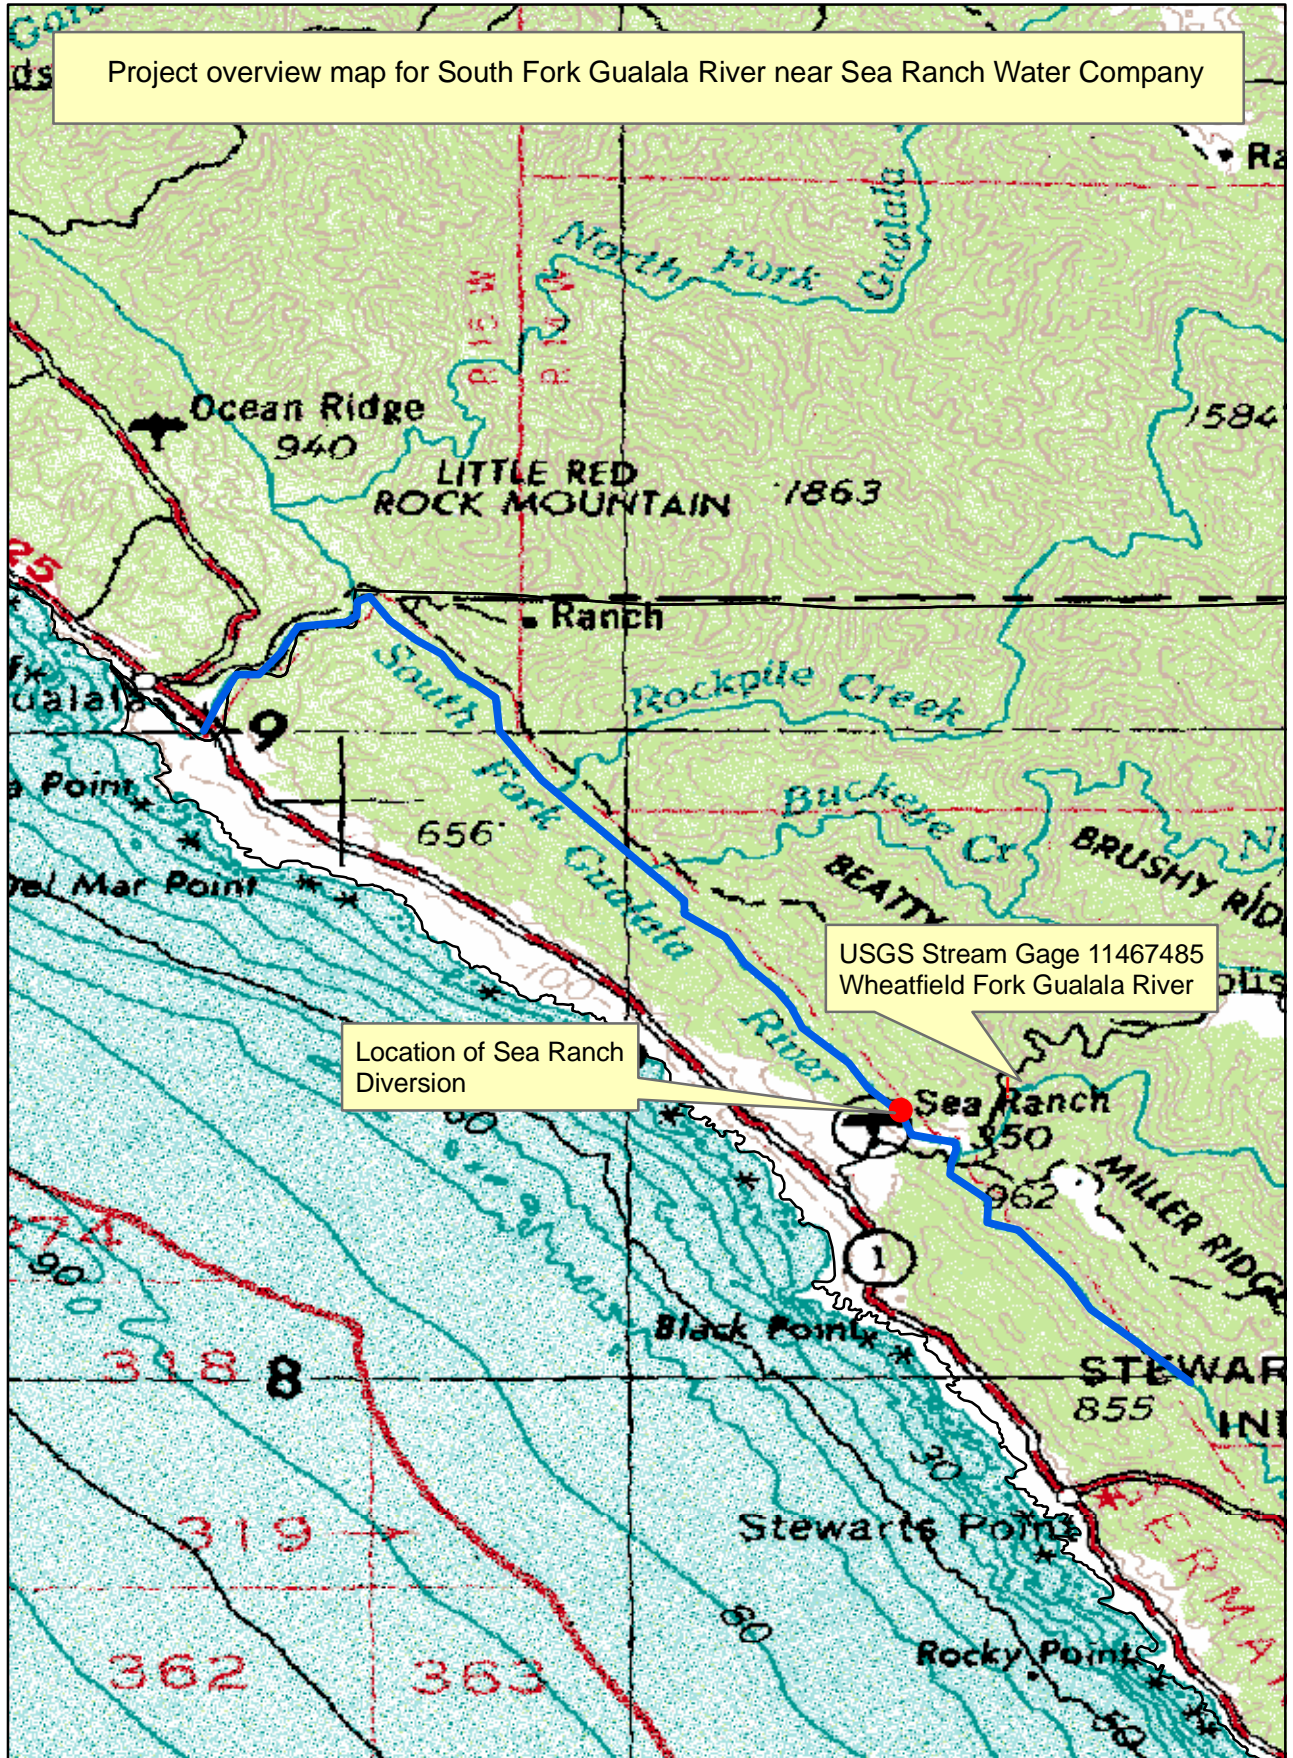 Project overview map for South Fork Gualala River near Sea Ranch Water Company
North Fork Gualala
R 15 W
R 14 W
Ocean Ridge
940
1584
LITTLE RED
ROCK MOUNTAIN
1863
25
Ranch
South Fork Gualala River
Rockpile Creek
9
Point
656
Buckeye Cr
BRUSHY
BEATTY
Mar Point
USGS Stream Gage 11467485
Wheatfield Fork Gualala River
100
Location of Sea Ranch
Diversion
Sea Ranch
350
962
MILLER RIDGE
274
90
1
Black Point
318
8
855
30
319
Stewarts Point
60
362
363
Rocky Point
50